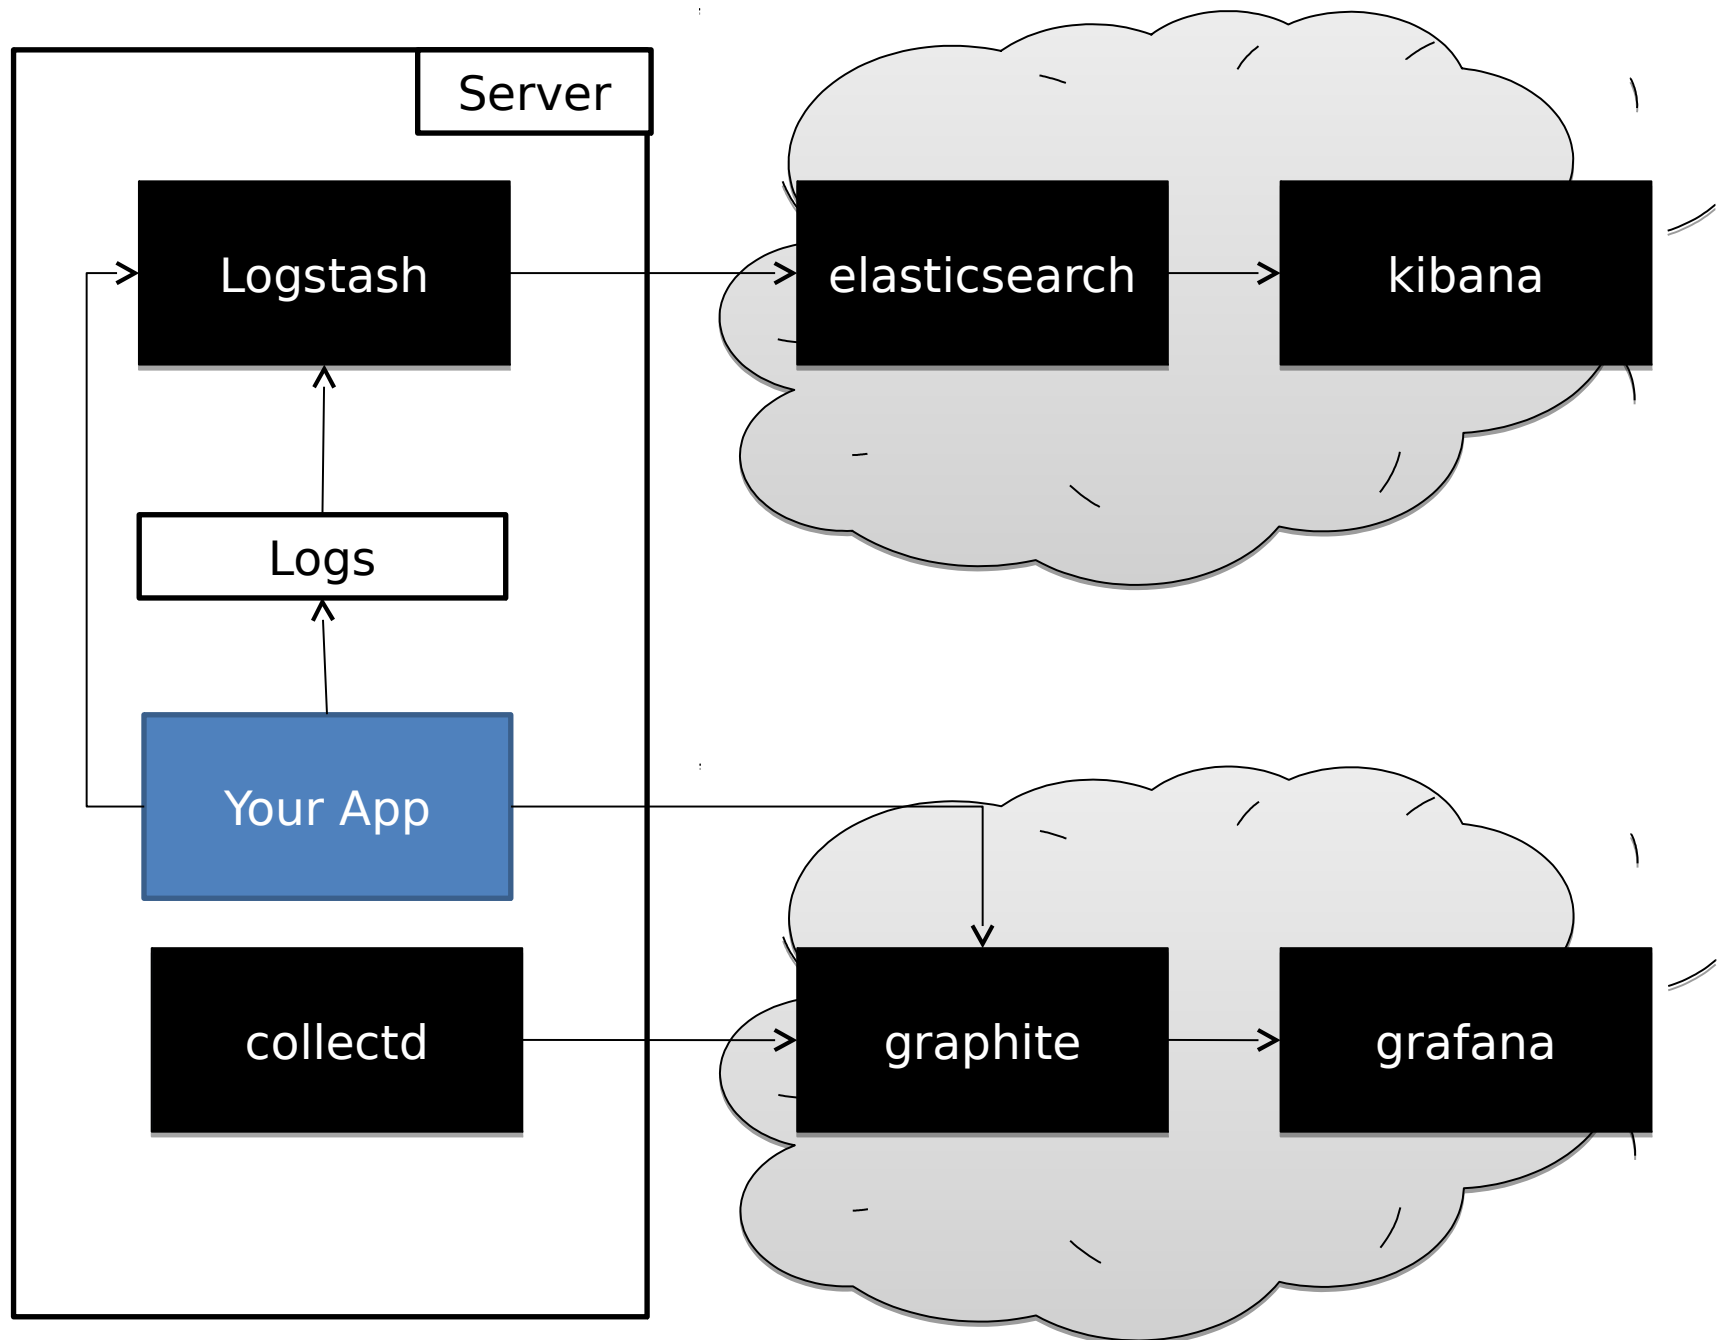 Server
Logstash
elasticsearch
kibana
Logs
Your App
collectd
graphite
grafana